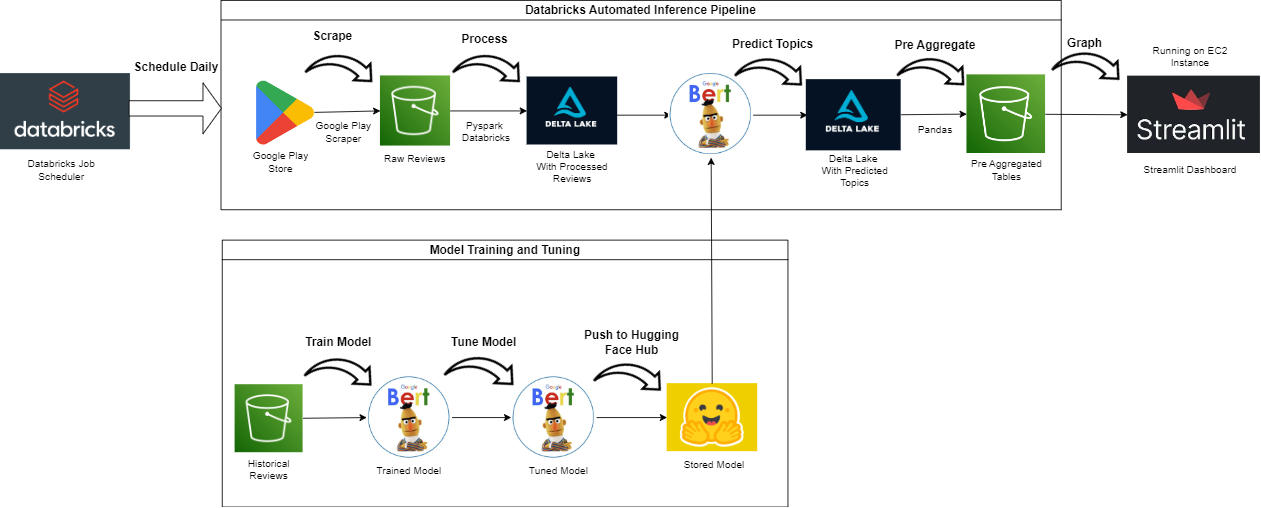 Databricks Automated Inference Pipeline
Schedule Daily
databricks
Databricks Job
Scheduler
Scrape
Process
Predict Topics
Pre Aggregate
Graph
Running on EC2
Instance
Google Play
Store
Google Play
Scraper
Raw Reviews
Pyspark
Databricks
DELTA LAKE
Delta Lake
With Processed
Reviews
Google
Bert
DELTA LAKE
Delta Lake
With Predicted
Topics
Pandas
Pre Aggregated
Tables
Streamlit
Streamlit Dashboard
Model Training and Tuning
Train Model
Tune Model
Push to Hugging
Face Hub
Historical
Reviews
Google
Bert
Trained Model
Google
Bert
Tuned Model
Stored Model